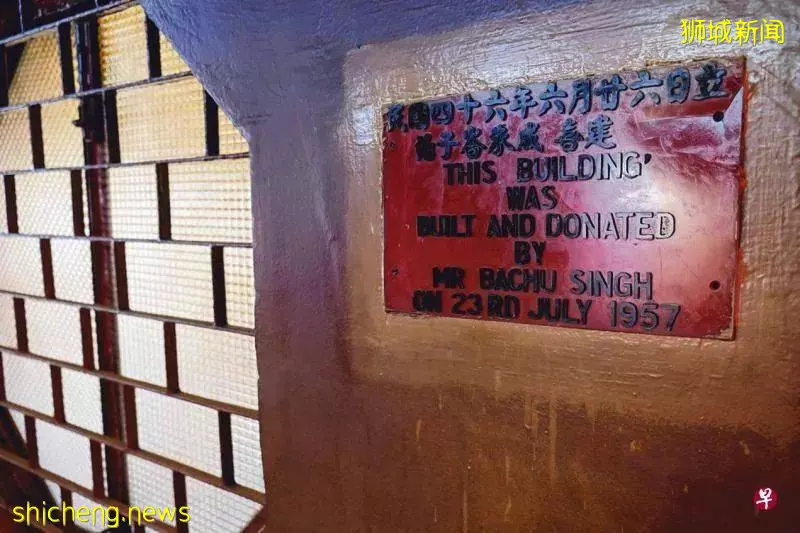 狮城新闻
民國四十六年六月廿六日立
THIS BUILDING'
WAS
BUILT AND DONATED
BY
MR BACHU SINGH
ON 23RD JULY 1957
shicheng.news
早